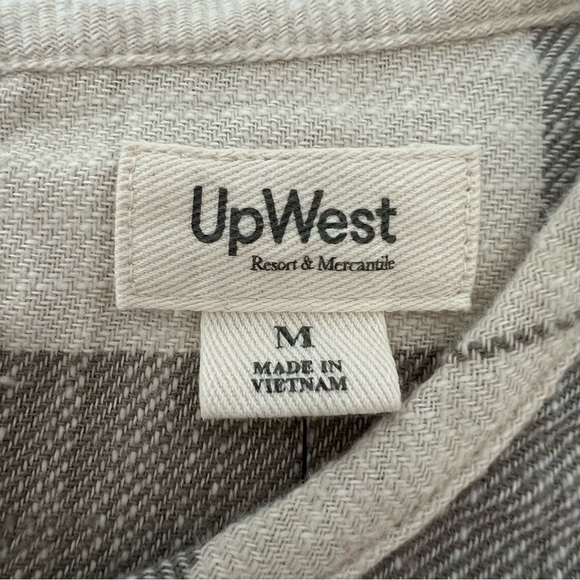 UpWest
Resort & Mercantile
M
MADE IN
VIETNAM